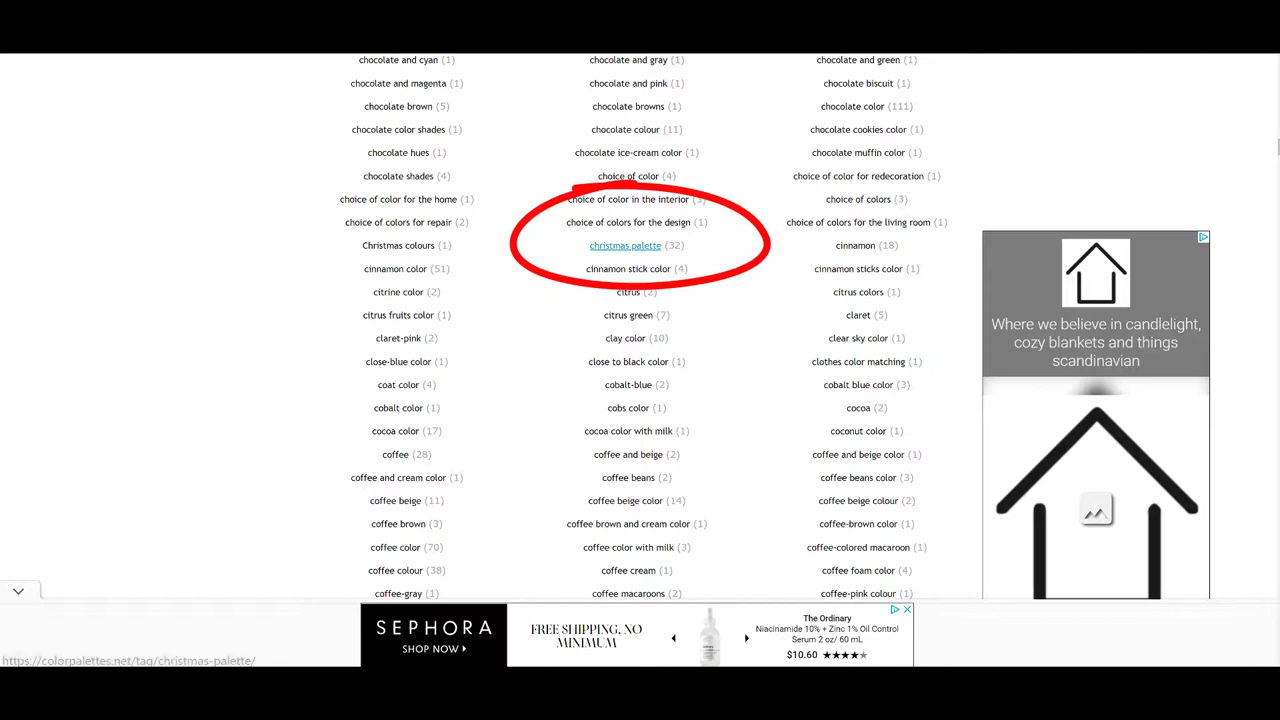 chocolate and cyan (1) chocolate and gray (1) chocolate and green (1)
chocolate and magenta (1) chocolate and pink (1) chocolate biscuit (1)
chocolate brown (5) chocolate browns (1) chocolate color (111)
chocolate color shades (1) chocolate colour (11) chocolate cookies color (1)
chocolate hues (1) chocolate ice-cream color (1) chocolate muffin color (1)
chocolate shades (4) choice of color (4) choice of color for redecoration (1)
choice of color for the home (1) choice of color in the interior (3) choice of colors (3)
choice of colors for repair (2) choice of colors for the design (1) choice of colors for the living room (1)
Christmas colours (1) christmas palette (32) cinnamon (18)
cinnamon color (51) cinnamon stick color (4) cinnamon sticks color (1)
citrine color (2) citrus (2) citrus colors (1)
citrus fruits color (1) citrus green (7) claret (5)
claret-pink (2) clay color (10) clear sky color (1)
close-blue color (1) close to black color (1) clothes color matching (1)
coat color (4) cobalt-blue (2) cobalt blue color (3)
cobalt color (1) cobs color (1) cocoa (2)
cocoa color (17) cocoa color with milk (1) coconut color (1)
coffee (28) coffee and beige (2) coffee and beige color (1)
coffee and cream color (1) coffee beans (2) coffee beans color (3)
coffee beige (11) coffee beige color (14) coffee beige colour (2)
coffee brown (3) coffee brown and cream color (1) coffee-brown color (1)
coffee color (70) coffee color with milk (3) coffee-colored macaroon (1)
coffee colour (38) coffee cream (1) coffee foam color (4)
coffee-gray (1) coffee macaroons (2) coffee-pink colour (1)
Where we believe in candlelight,
cozy blankets and things
scandinavian
SEPHORA
SHOP NOW
FREE SHIPPING, NO
MINIMUM
The Ordinary
Niacinamide 10% + Zinc 1% Oil Control
Serum 2 oz/ 60 mL
$10.60
https://colorpalettes.net/tag/christmas-palette/